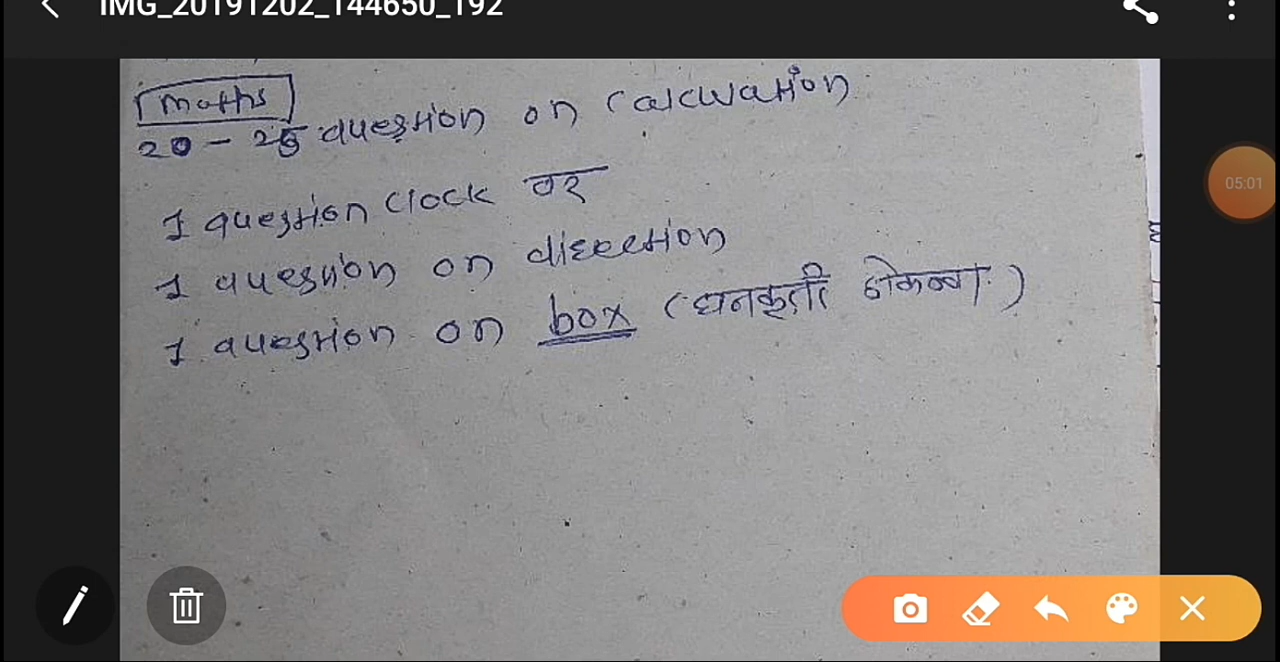 IMG_20191202_144650_192
maths
20 - 25 question on calculation
05:01
1 question clock वर
1 question on direction
1 question on box (घनकृती ठोकळा)